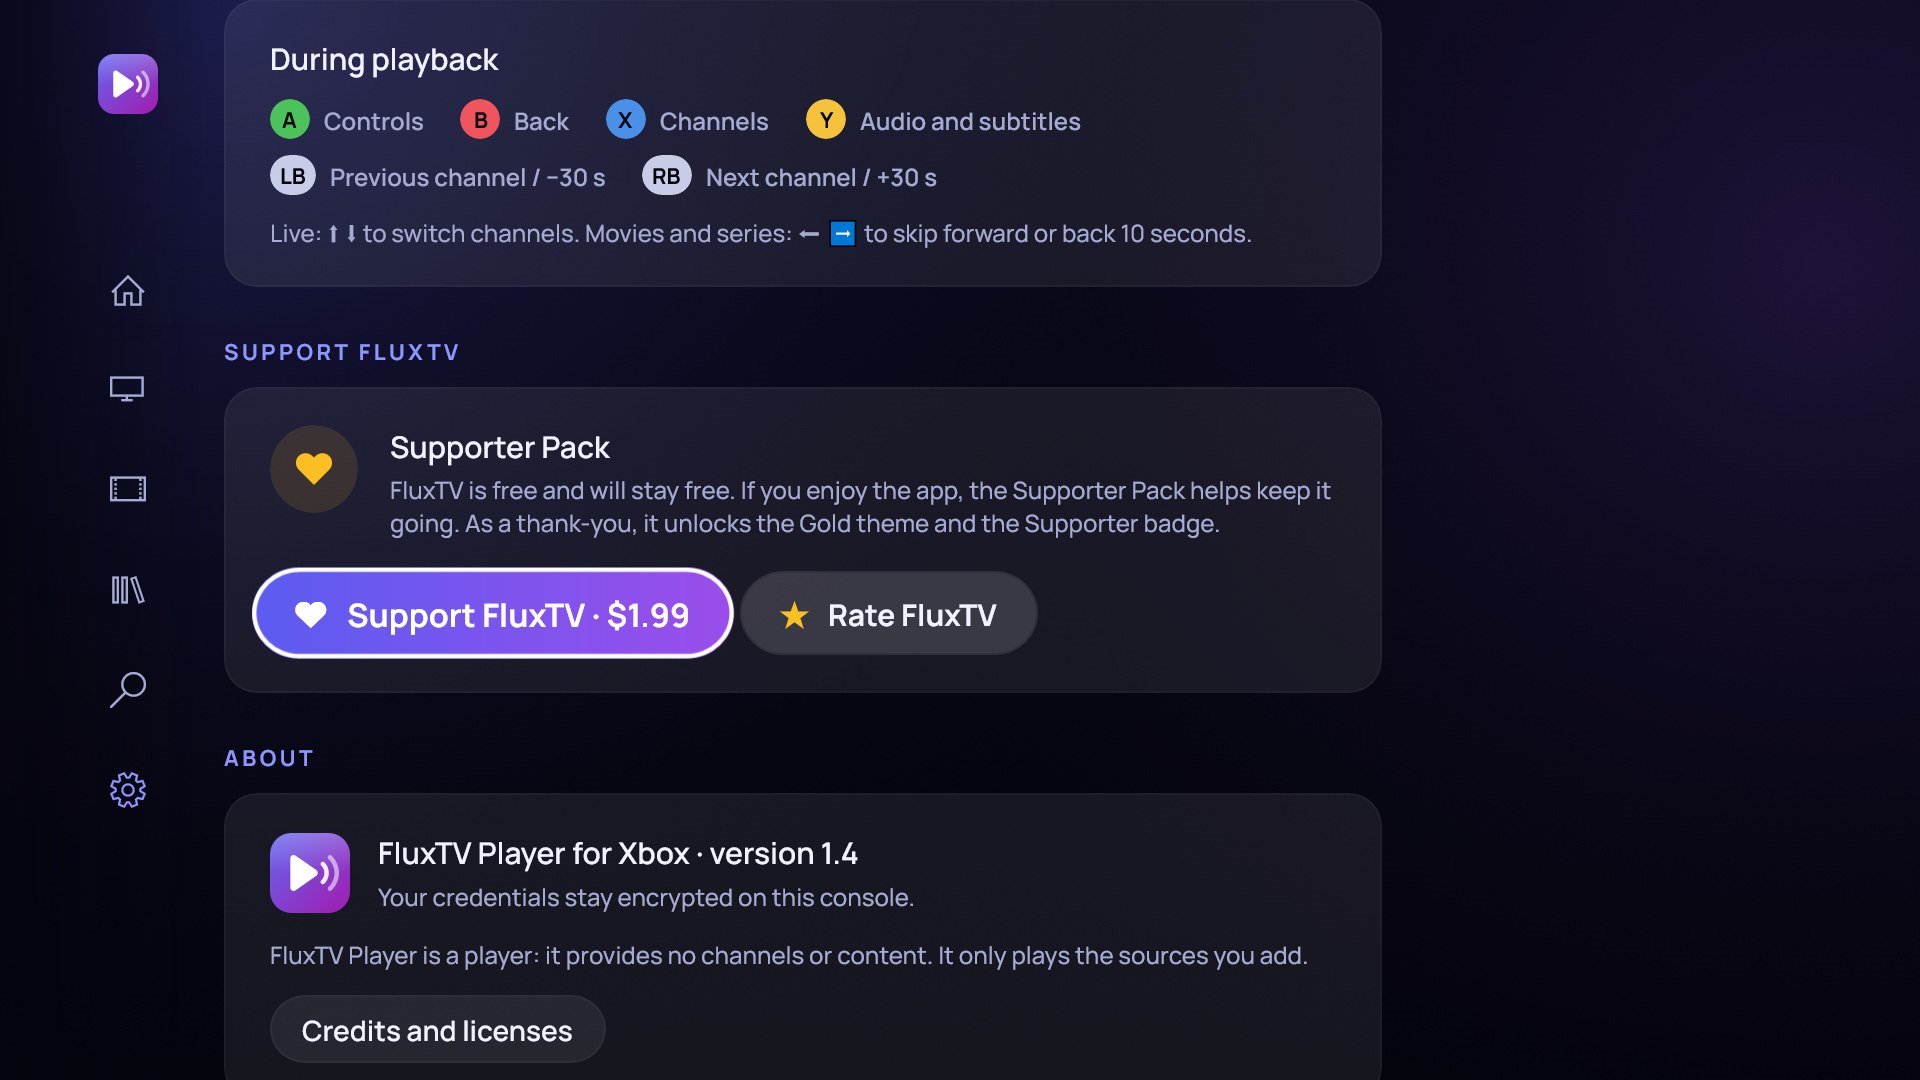 During playback
A Controls B Back X Channels Y Audio and subtitles
LB Previous channel / −30 s RB Next channel / +30 s
Live: ⬆ ⬇ to switch channels. Movies and series: ⬅ ➡️ to skip forward or back 10 seconds.
SUPPORT FLUXTV
Supporter Pack
FluxTV is free and will stay free. If you enjoy the app, the Supporter Pack helps keep it
going. As a thank-you, it unlocks the Gold theme and the Supporter badge.
Support FluxTV · $1.99 Rate FluxTV
ABOUT
FluxTV Player for Xbox · version 1.4
Your credentials stay encrypted on this console.
FluxTV Player is a player: it provides no channels or content. It only plays the sources you add.
Credits and licenses